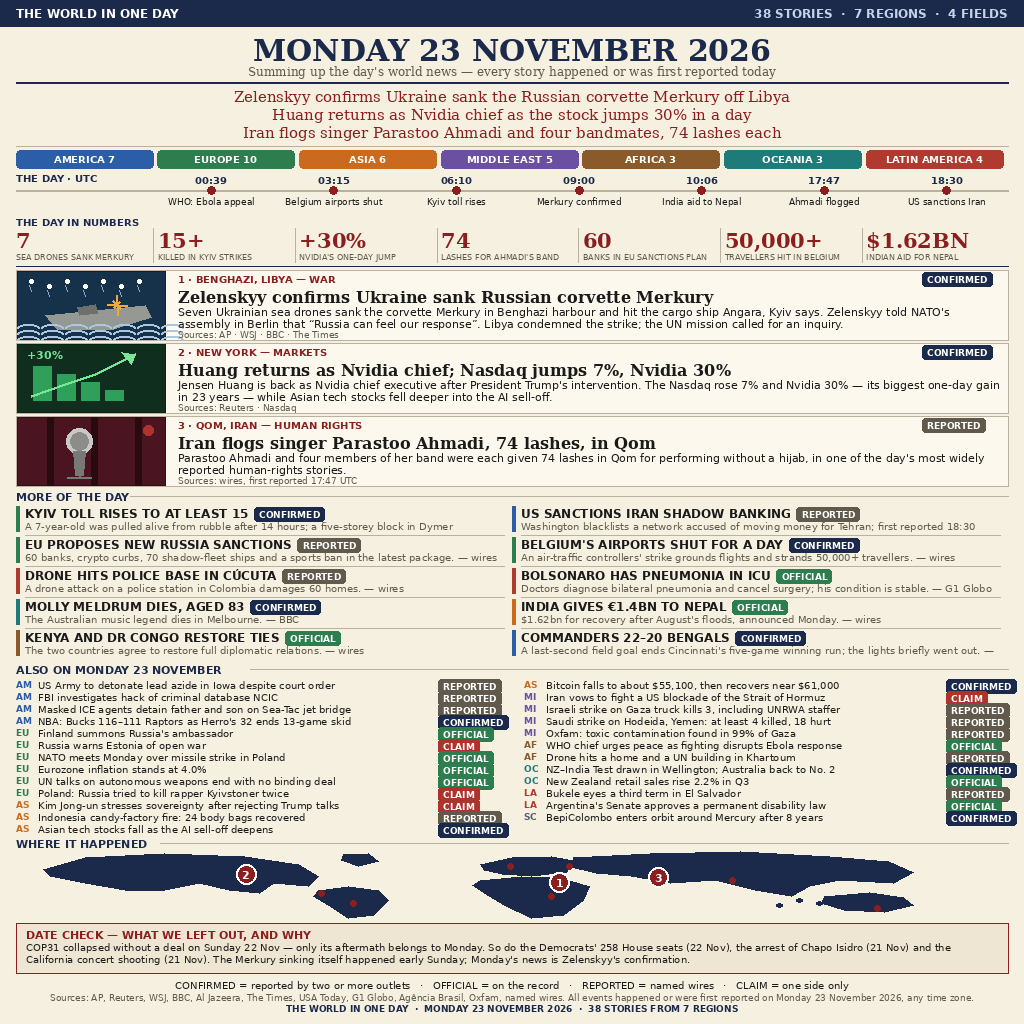 THE WORLD IN ONE DAY
38 STORIES · 7 REGIONS · 4 FIELDS
MONDAY 23 NOVEMBER 2026
Summing up the day's world news — every story happened or was first reported today
Zelenskyy confirms Ukraine sank the Russian corvette Merkury off Libya
Huang returns as Nvidia chief as the stock jumps 30% in a day
Iran flogs singer Parastoo Ahmadi and four bandmates, 74 lashes each
AMERICA 7
EUROPE 10
ASIA 6
MIDDLE EAST 5
AFRICA 3
OCEANIA 3
LATIN AMERICA 4
THE DAY · UTC
00:39
03:15
06:10
09:00
10:06
17:47
18:30
WHO: Ebola appeal
Belgium airports shut
Kyiv toll rises
Merkury confirmed
India aid to Nepal
Ahmadi flogged
US sanctions Iran
THE DAY IN NUMBERS
7
15+
+30%
74
60
50,000+
$1.62BN
SEA DRONES SANK MERKURY
KILLED IN KYIV STRIKES
NVIDIA'S ONE-DAY JUMP
LASHES FOR AHMADI'S BAND
BANKS IN EU SANCTIONS PLAN
TRAVELLERS HIT IN BELGIUM
INDIAN AID FOR NEPAL
1 · BENGHAZI, LIBYA — WAR
CONFIRMED
Zelenskyy confirms Ukraine sank Russian corvette Merkury
Seven Ukrainian sea drones sank the corvette Merkury in Benghazi harbour and hit the cargo ship Angara, Kyiv says. Zelenskyy told NATO's
assembly in Berlin that “Russia can feel our response”. Libya condemned the strike; the UN mission called for an inquiry.
Sources: AP · WSJ · BBC · The Times
+30%
2 · NEW YORK — MARKETS
CONFIRMED
Huang returns as Nvidia chief; Nasdaq jumps 7%, Nvidia 30%
Jensen Huang is back as Nvidia chief executive after President Trump's intervention. The Nasdaq rose 7% and Nvidia 30% — its biggest one-day gain
in 23 years — while Asian tech stocks fell deeper into the AI sell-off.
Sources: Reuters · Nasdaq
3 · QOM, IRAN — HUMAN RIGHTS
REPORTED
Iran flogs singer Parastoo Ahmadi, 74 lashes, in Qom
Parastoo Ahmadi and four members of her band were each given 74 lashes in Qom for performing without a hijab, in one of the day's most widely
reported human-rights stories.
Sources: wires, first reported 17:47 UTC
MORE OF THE DAY
KYIV TOLL RISES TO AT LEAST 15 CONFIRMED
A 7-year-old was pulled alive from rubble after 14 hours; a five-storey block in Dymer
US SANCTIONS IRAN SHADOW BANKING REPORTED
Washington blacklists a network accused of moving money for Tehran; first reported 18:30
EU PROPOSES NEW RUSSIA SANCTIONS REPORTED
60 banks, crypto curbs, 70 shadow-fleet ships and a sports ban in the latest package. — wires
BELGIUM'S AIRPORTS SHUT FOR A DAY CONFIRMED
An air-traffic controllers' strike grounds flights and strands 50,000+ travellers. — wires
DRONE HITS POLICE BASE IN CÚCUTA REPORTED
A drone attack on a police station in Colombia damages 60 homes. — wires
BOLSONARO HAS PNEUMONIA IN ICU OFFICIAL
Doctors diagnose bilateral pneumonia and cancel surgery; his condition is stable. — G1 Globo
MOLLY MELDRUM DIES, AGED 83 CONFIRMED
The Australian music legend dies in Melbourne. — BBC
INDIA GIVES €1.4BN TO NEPAL OFFICIAL
$1.62bn for recovery after August's floods, announced Monday. — wires
KENYA AND DR CONGO RESTORE TIES OFFICIAL
The two countries agree to restore full diplomatic relations. — wires
COMMANDERS 22–20 BENGALS CONFIRMED
A last-second field goal ends Cincinnati's five-game winning run; the lights briefly went out. —
ALSO ON MONDAY 23 NOVEMBER
AM US Army to detonate lead azide in Iowa despite court order REPORTED
AM FBI investigates hack of criminal database NCIC REPORTED
AM Masked ICE agents detain father and son on Sea-Tac jet bridge REPORTED
AM NBA: Bucks 116–111 Raptors as Herro's 32 ends 13-game skid CONFIRMED
EU Finland summons Russia's ambassador OFFICIAL
EU Russia warns Estonia of open war CLAIM
EU NATO meets Monday over missile strike in Poland OFFICIAL
EU Eurozone inflation stands at 4.0% OFFICIAL
EU UN talks on autonomous weapons end with no binding deal OFFICIAL
EU Poland: Russia tried to kill rapper Kyivstoner twice CLAIM
AS Kim Jong-un stresses sovereignty after rejecting Trump talks CLAIM
AS Indonesia candy-factory fire: 24 body bags recovered REPORTED
AS Asian tech stocks fall as the AI sell-off deepens CONFIRMED
AS Bitcoin falls to about $55,100, then recovers near $61,000 CONFIRMED
MI Iran vows to fight a US blockade of the Strait of Hormuz CLAIM
MI Israeli strike on Gaza truck kills 3, including UNRWA staffer REPORTED
MI Saudi strike on Hodeida, Yemen: at least 4 killed, 18 hurt REPORTED
MI Oxfam: toxic contamination found in 99% of Gaza REPORTED
AF WHO chief urges peace as fighting disrupts Ebola response OFFICIAL
AF Drone hits a home and a UN building in Khartoum REPORTED
OC NZ–India Test drawn in Wellington; Australia back to No. 2 CONFIRMED
OC New Zealand retail sales rise 2.2% in Q3 OFFICIAL
LA Bukele eyes a third term in El Salvador REPORTED
LA Argentina's Senate approves a permanent disability law OFFICIAL
SC BepiColombo enters orbit around Mercury after 8 years CONFIRMED
WHERE IT HAPPENED
2
1
3
DATE CHECK — WHAT WE LEFT OUT, AND WHY
COP31 collapsed without a deal on Sunday 22 Nov — only its aftermath belongs to Monday. So do the Democrats' 258 House seats (22 Nov), the arrest of Chapo Isidro (21 Nov) and the
California concert shooting (21 Nov). The Merkury sinking itself happened early Sunday; Monday's news is Zelenskyy's confirmation.
CONFIRMED = reported by two or more outlets · OFFICIAL = on the record · REPORTED = named wires · CLAIM = one side only
Sources: AP, Reuters, WSJ, BBC, Al Jazeera, The Times, USA Today, G1 Globo, Agência Brasil, Oxfam, named wires. All events happened or were first reported on Monday 23 November 2026, any time zone.
THE WORLD IN ONE DAY · MONDAY 23 NOVEMBER 2026 · 38 STORIES FROM 7 REGIONS